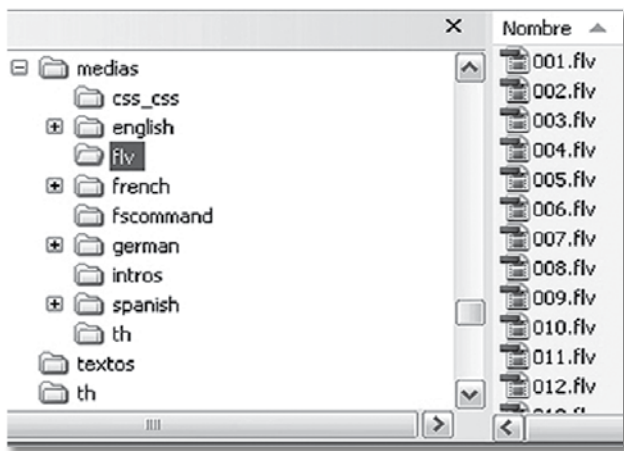 medias
css_css
english
flv
french
fscommand
german
intros
spanish
th
textos
th
Nombre
001.flv
002.flv
003.flv
004.flv
005.flv
006.flv
007.flv
008.flv
009.flv
010.flv
011.flv
012.flv